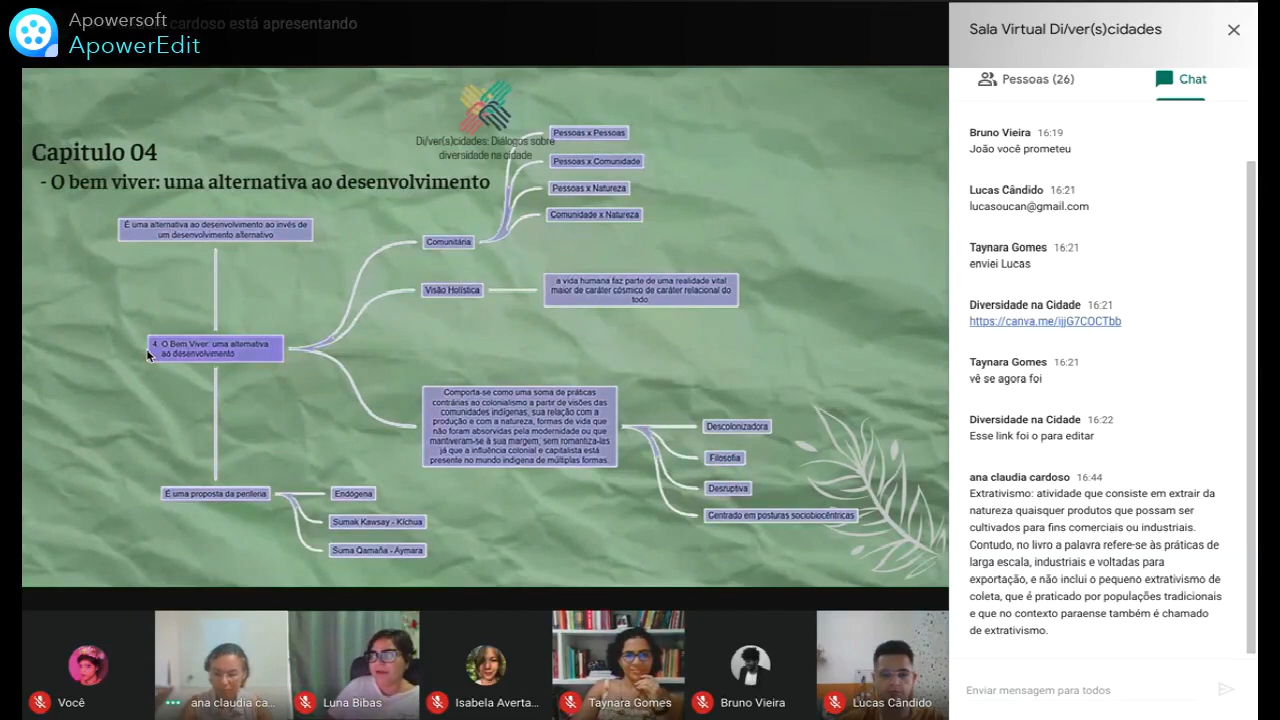 Apowersoft
ApowerEdit
cardoso está apresentando
Di/ver(s)cidades: Diálogos sobre
diversidade na cidade
Capitulo 04
- O bem viver: uma alternativa ao desenvolvimento
É uma alternativa ao desenvolvimento ao invés de
um desenvolvimento alternativo
4. O Bem Viver: uma alternativa
ao desenvolvimento
É uma proposta da periferia
Endógena
Sumak Kawsay - Kíchua
Suma Qamaña - Aymara
Comunitária
Pessoas x Pessoas
Pessoas x Comunidade
Pessoas x Natureza
Comunidade x Natureza
Visão Holística
a vida humana faz parte de uma realidade vital
maior de caráter cósmico de caráter relacional do
todo
Comporta-se como uma soma de práticas
contrárias ao colonialismo a partir de visões das
comunidades indígenas, sua relação com a
produção e com a natureza, formas de vida que
não foram absorvidas pela modernidade ou que
mantiveram-se à sua margem, sem romantiza-las
já que a influência colonial e capitalista está
presente no mundo indígena de múltiplas formas.
Descolonizadora
Filosofia
Desruptiva
Centrado em posturas sociobiocêntricas
Você
ana claudia ca...
Luna Bibas
Isabela Averta...
Taynara Gomes
Bruno Vieira
Lucas Cândido
Sala Virtual Di/ver(s)cidades
Pessoas (26)
Chat
Bruno Vieira 16:19
João você prometeu
Lucas Cândido 16:21
lucasoucan@gmail.com
Taynara Gomes 16:21
enviei Lucas
Diversidade na Cidade 16:21
https://canva.me/ijjG7COCTbb
Taynara Gomes 16:21
vê se agora foi
Diversidade na Cidade 16:22
Esse link foi o para editar
ana claudia cardoso 16:44
Extrativismo: atividade que consiste em extrair da
natureza quaisquer produtos que possam ser
cultivados para fins comerciais ou industriais.
Contudo, no livro a palavra refere-se às práticas de
larga escala, industriais e voltadas para
exportação, e não inclui o pequeno extrativismo de
coleta, que é praticado por populações tradicionais
e que no contexto paraense também é chamado
de extrativismo.
Enviar mensagem para todos